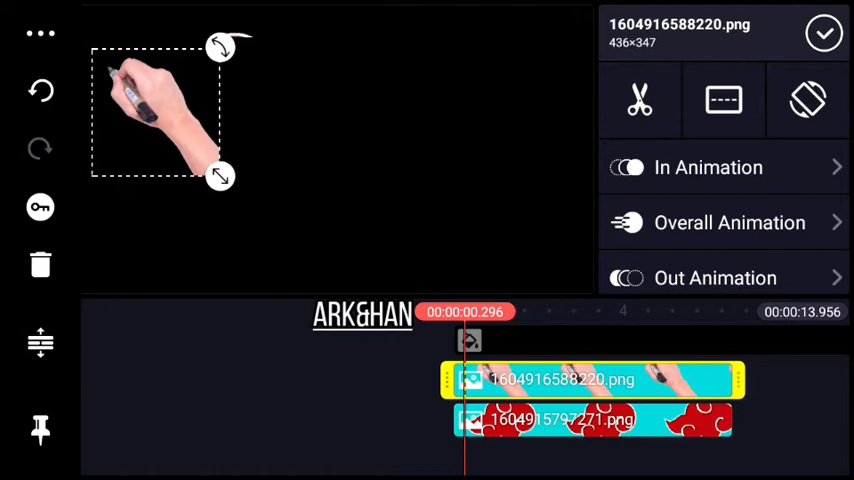 1604916588220.png
436×347
In Animation
Overall Animation
Out Animation
ARK&HAN
00:00:00.296
4
00:00:13.956
1604916588220.png
1604915797271.png